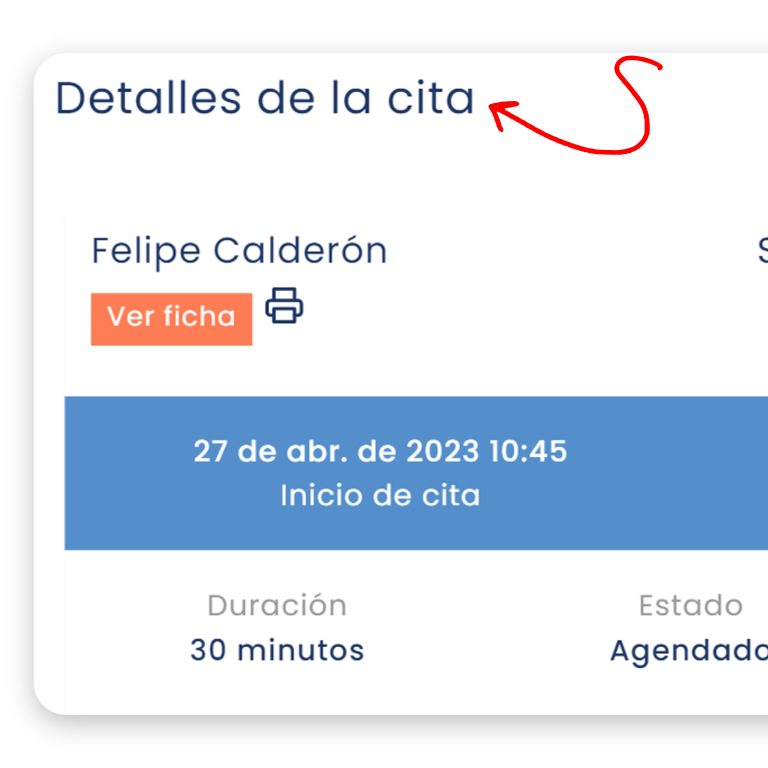 Detalles de la cita
Felipe Calderón
Ver ficha
27 de abr. de 2023 10:45
Inicio de cita
Duración
Estado
30 minutos
Agendado